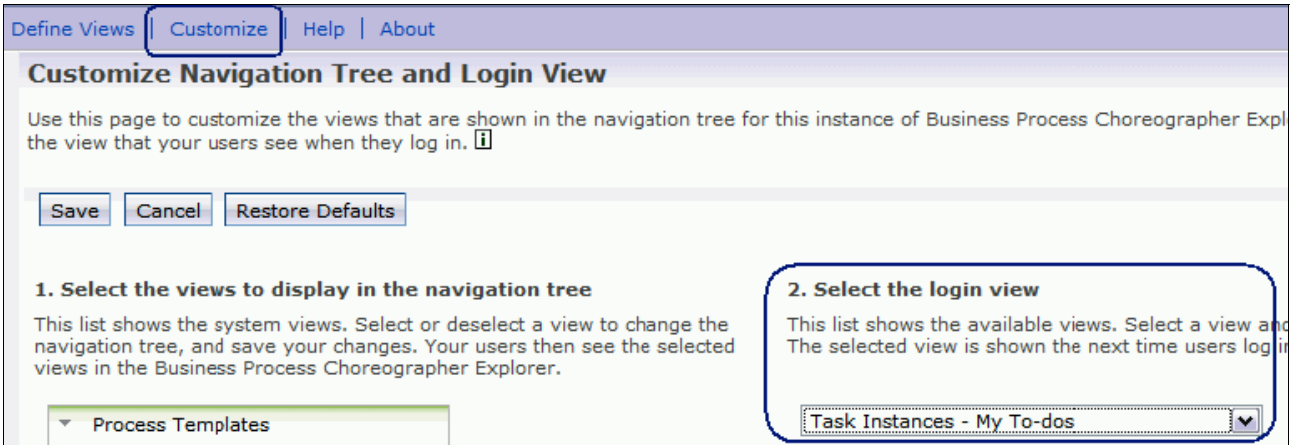 Define Views | Customize | Help | About
Customize Navigation Tree and Login View
Use this page to customize the views that are shown in the navigation tree for this instance of Business Process Choreographer Expl
the view that your users see when they log in. i
Save Cancel Restore Defaults
1. Select the views to display in the navigation tree
This list shows the system views. Select or deselect a view to change the
navigation tree, and save your changes. Your users then see the selected
views in the Business Process Choreographer Explorer.
Process Templates
2. Select the login view
This list shows the available views. Select a view and
The selected view is shown the next time users log in
Task Instances - My To-dos